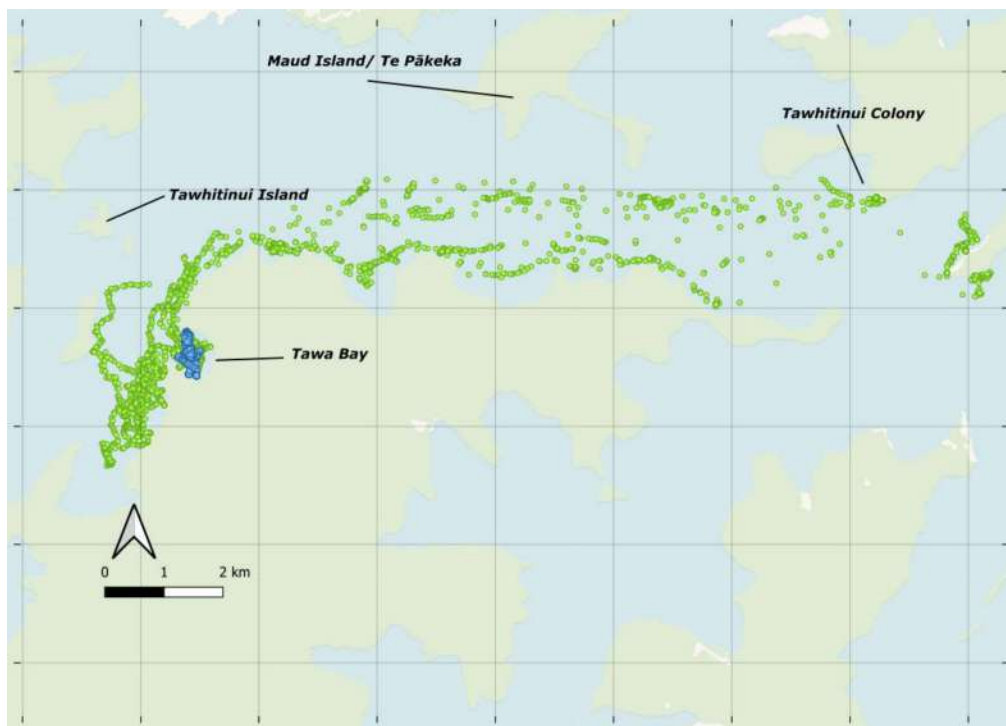 Maud Island/ Te Pākeka
Tawhitinui Colony
Tawhitinui Island
Tawa Bay
0 1 2 km